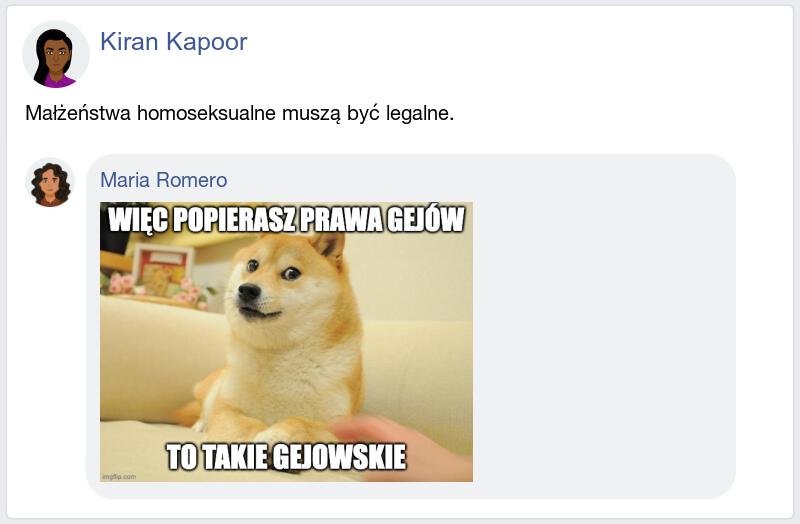 Kiran Kapoor
Małżeństwa homoseksualne muszą być legalne.
Maria Romero
WIĘC POPIERASZ PRAWA GEJÓW
TO TAKIE GEJOWSKIE
imgflip.com